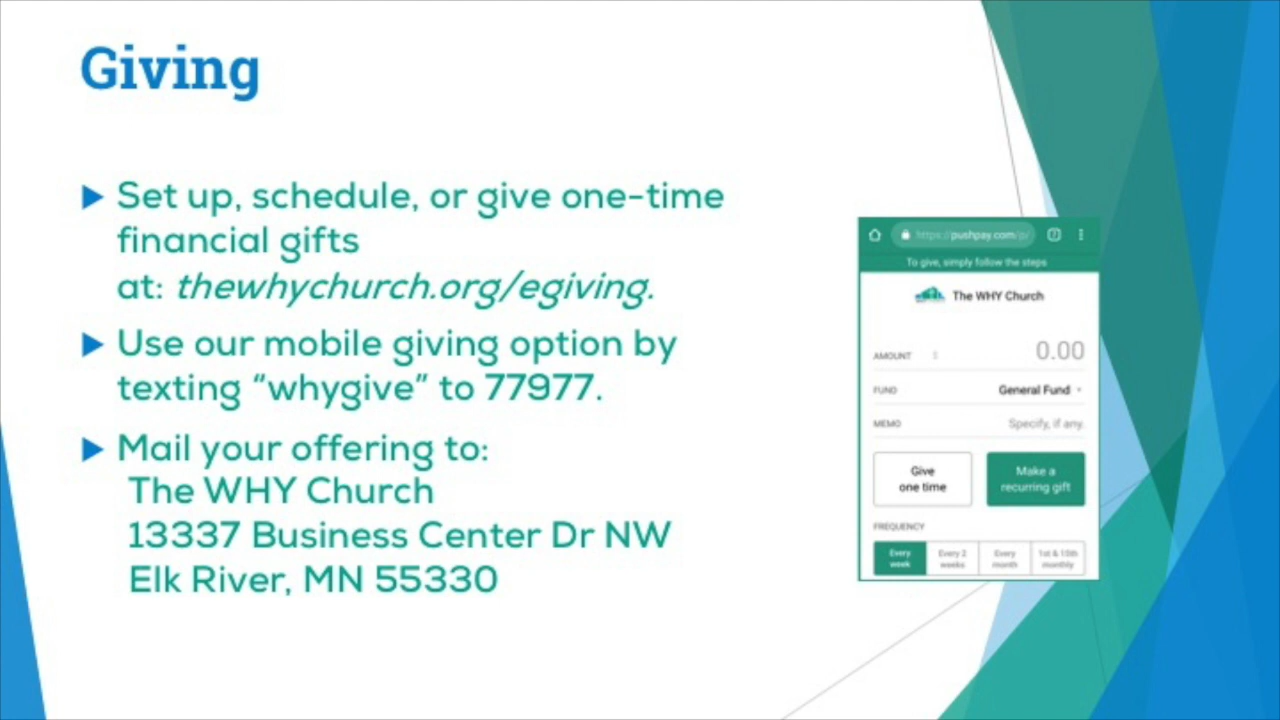 Giving
Set up, schedule, or give one-time
financial gifts
at: thewhychurch.org/egiving.
Use our mobile giving option by
texting “whygive” to 77977.
Mail your offering to:
The WHY Church
13337 Business Center Dr NW
Elk River, MN 55330
https://pushpay.com/p/
To give, simply follow the steps
The WHY Church
AMOUNT $ 0.00
FUND General Fund
MEMO Specify, if any.
Give
one time
Make a
recurring gift
FREQUENCY
Every
week
Every 2
weeks
Every
month
1st & 15th
monthly